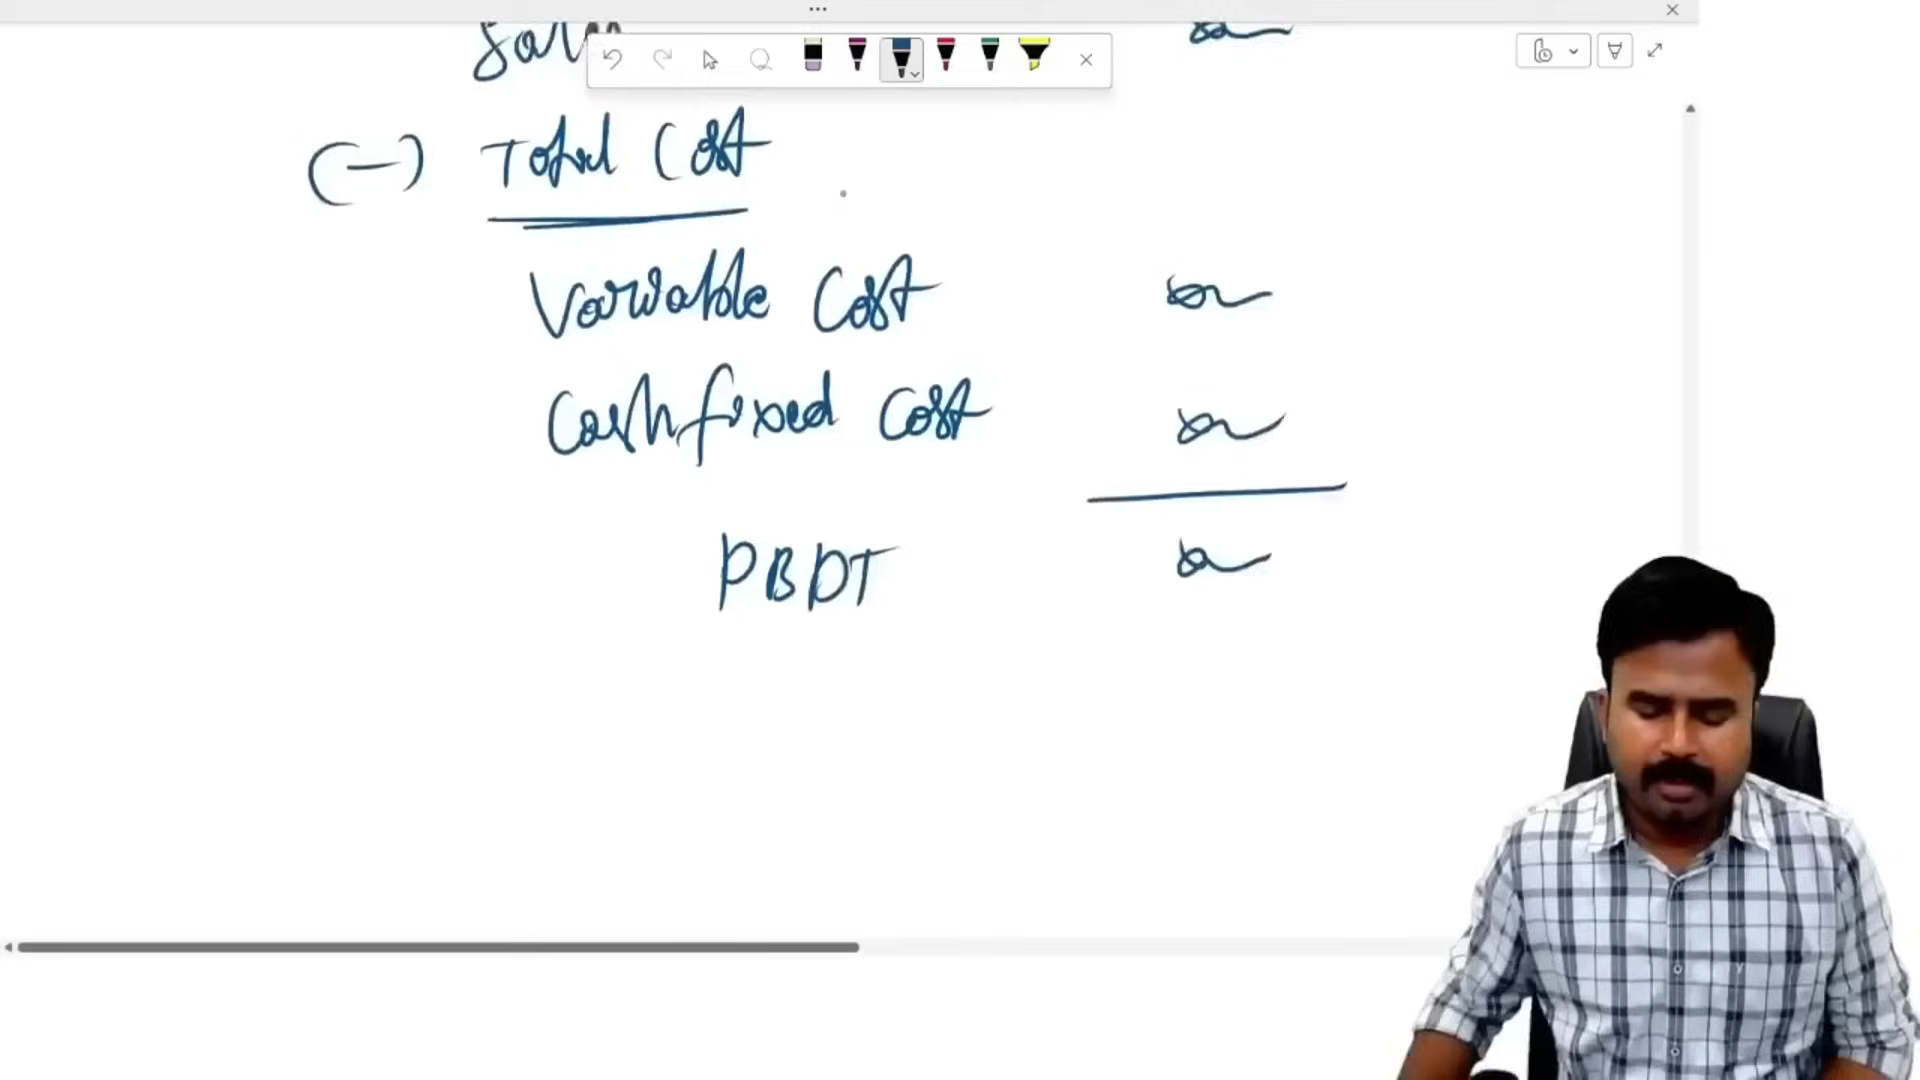 (-) Total Cost
Variable Cost
Cash fixed Cost
PBDT